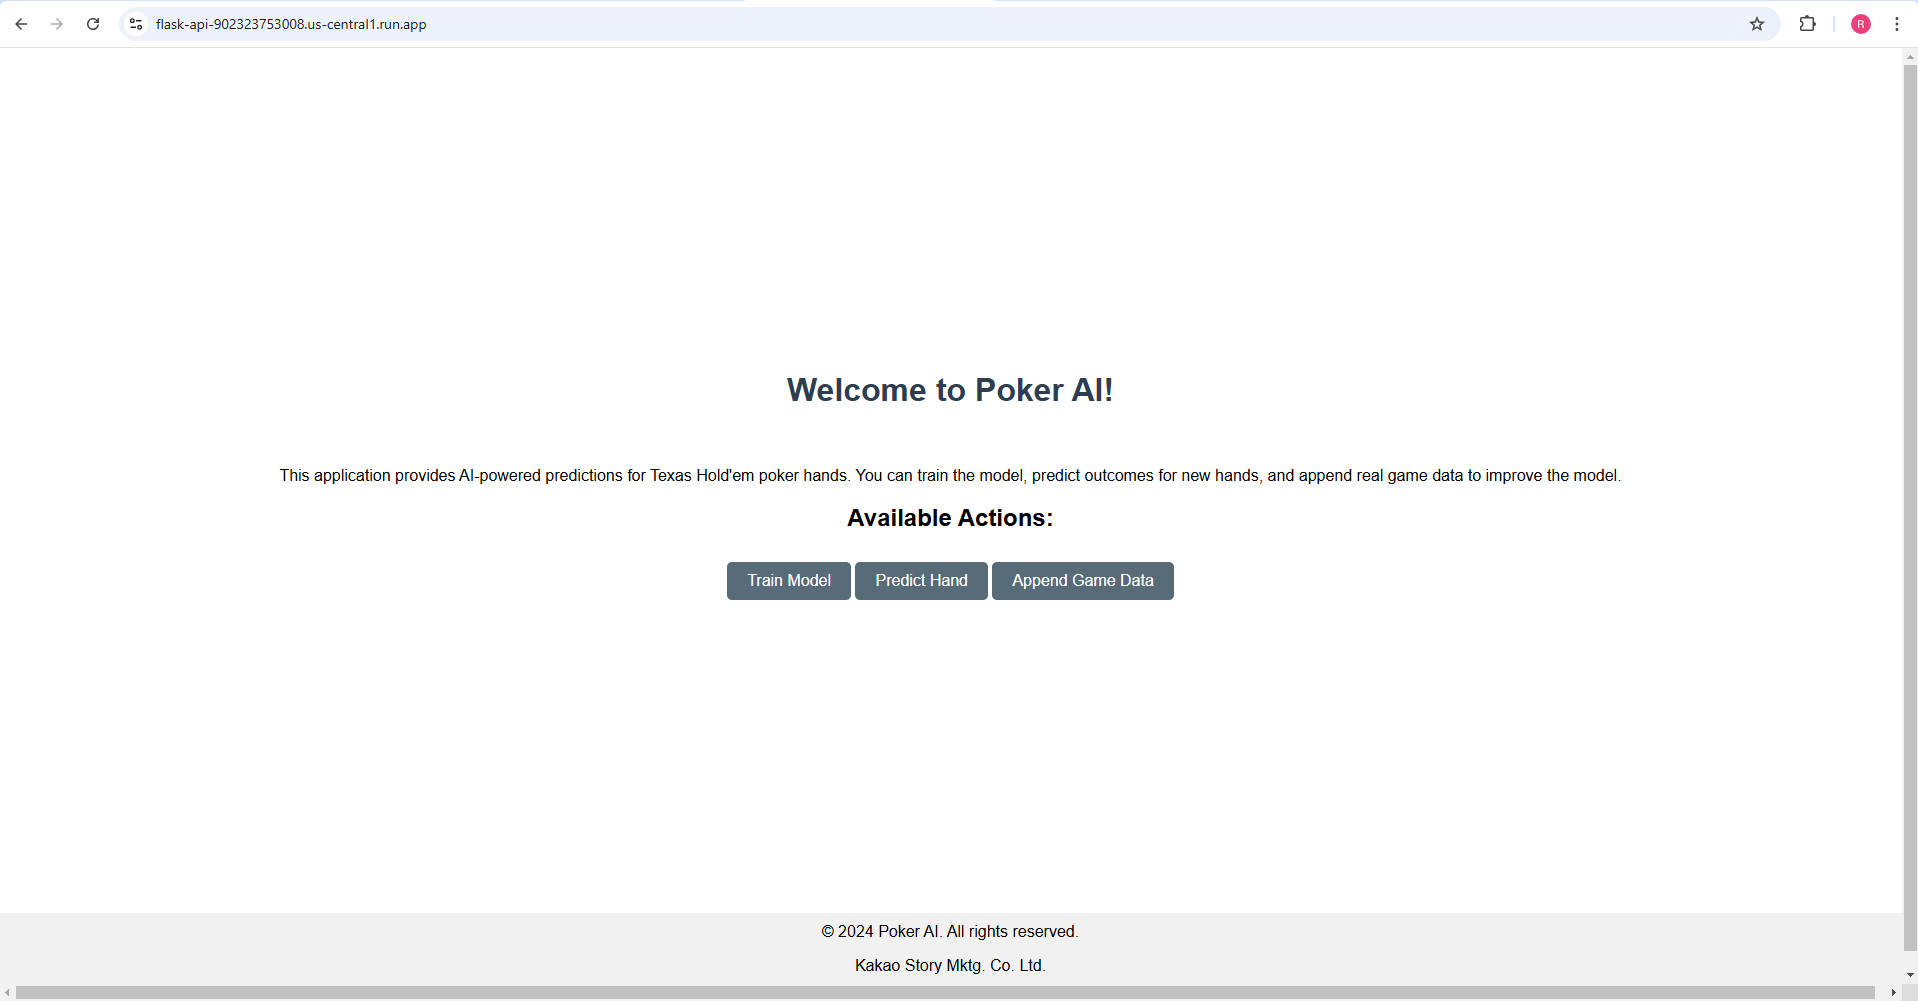 flask-api-902323753008.us-central1.run.app
R
Welcome to Poker AI!
This application provides AI-powered predictions for Texas Hold'em poker hands. You can train the model, predict outcomes for new hands, and append real game data to improve the model.
Available Actions:
Train Model Predict Hand Append Game Data
© 2024 Poker AI. All rights reserved.
Kakao Story Mktg. Co. Ltd.